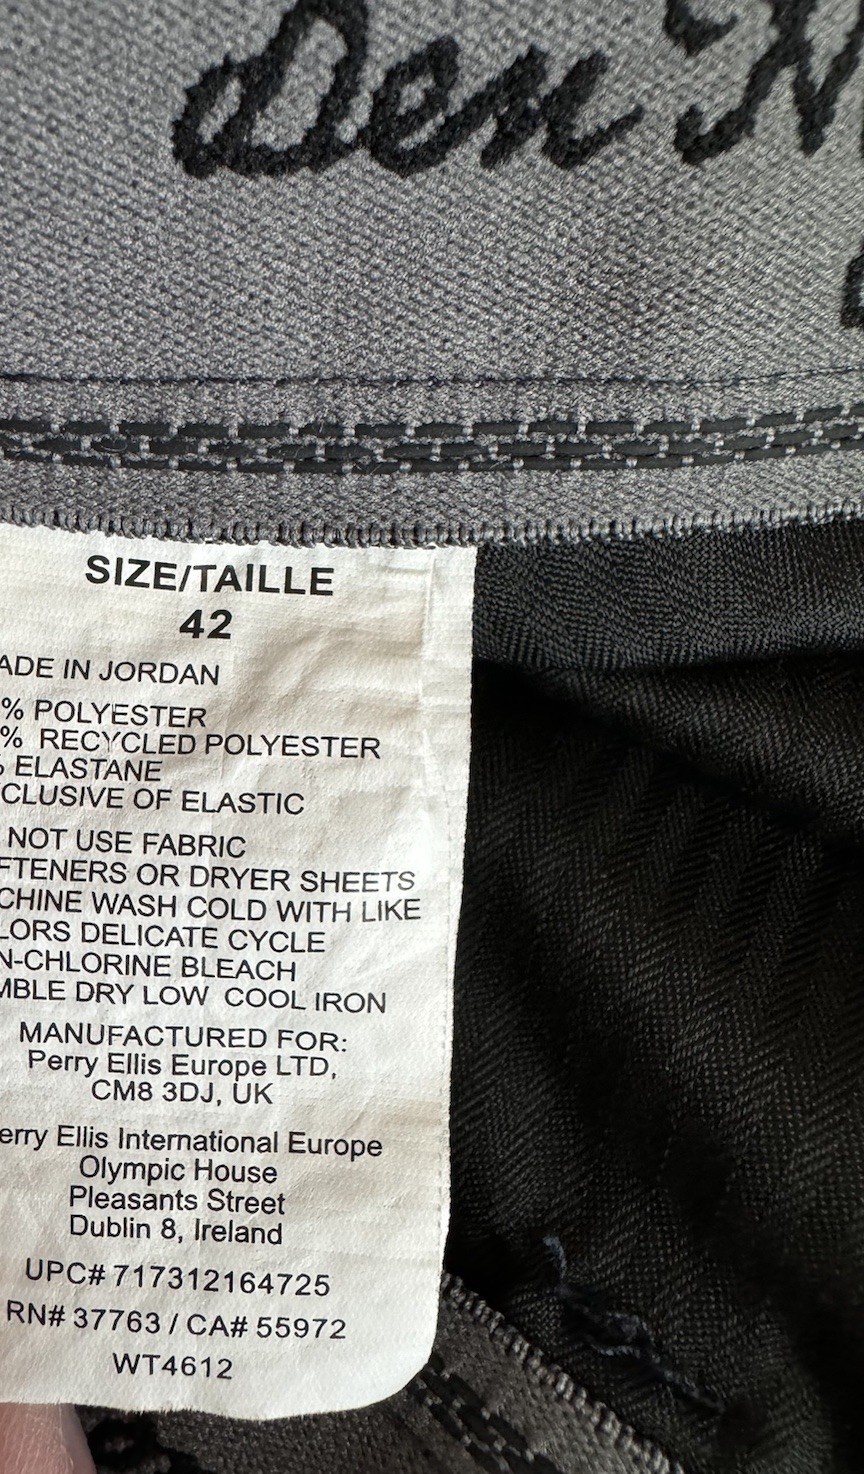 Den
SIZE/TAILLE
42
ADE IN JORDAN
% POLYESTER
% RECYCLED POLYESTER
ELASTANE
CLUSIVE OF ELASTIC
NOT USE FABRIC
FTENERS OR DRYER SHEETS
CHINE WASH COLD WITH LIKE
LORS DELICATE CYCLE
N-CHLORINE BLEACH
MBLE DRY LOW COOL IRON
MANUFACTURED FOR:
Perry Ellis Europe LTD,
CM8 3DJ, UK
erry Ellis International Europe
Olympic House
Pleasants Street
Dublin 8, Ireland
UPC# 717312164725
RN# 37763 / CA# 55972
WT4612